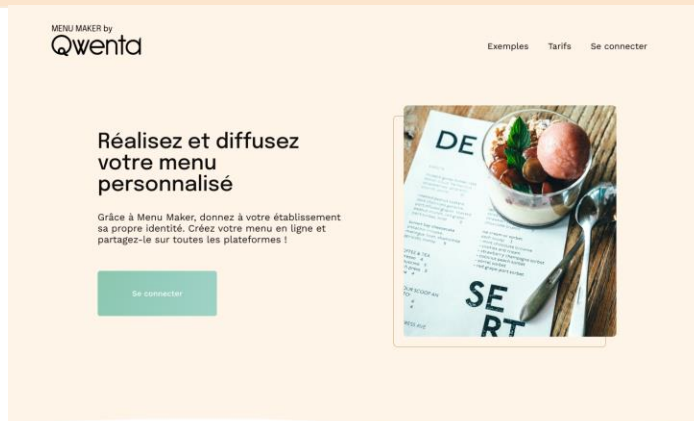 MENU MAKER by
Qwenta
Exemples Tarifs Se connecter
Réalisez et diffusez
votre menu
personnalisé
Grâce à Menu Maker, donnez à votre établissement
sa propre identité. Créez votre menu en ligne et
partagez-le sur toutes les plateformes !
Se connecter
DE
SE
RT